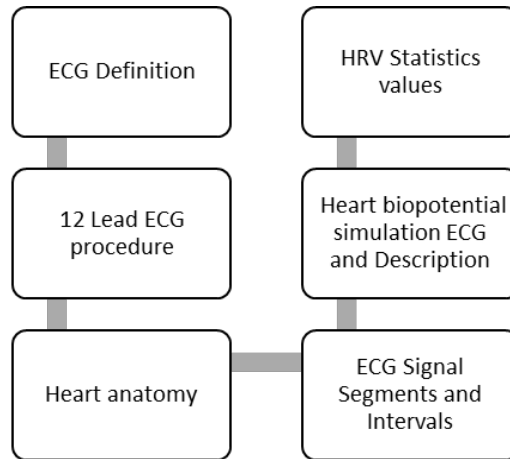 ECG Definition
12 Lead ECG
procedure
Heart anatomy
ECG Signal
Segments and
Intervals
Heart biopotential
simulation ECG
and Description
HRV Statistics
values